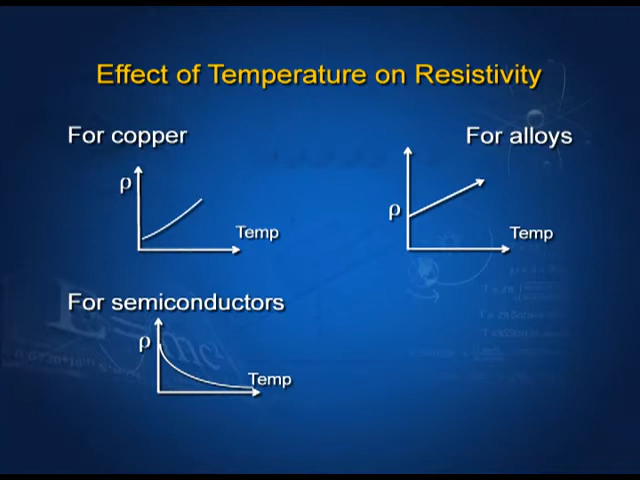 Effect of Temperature on Resistivity
For copper
For alloys
ρ
Temp
ρ
Temp
For semiconductors
ρ
Temp